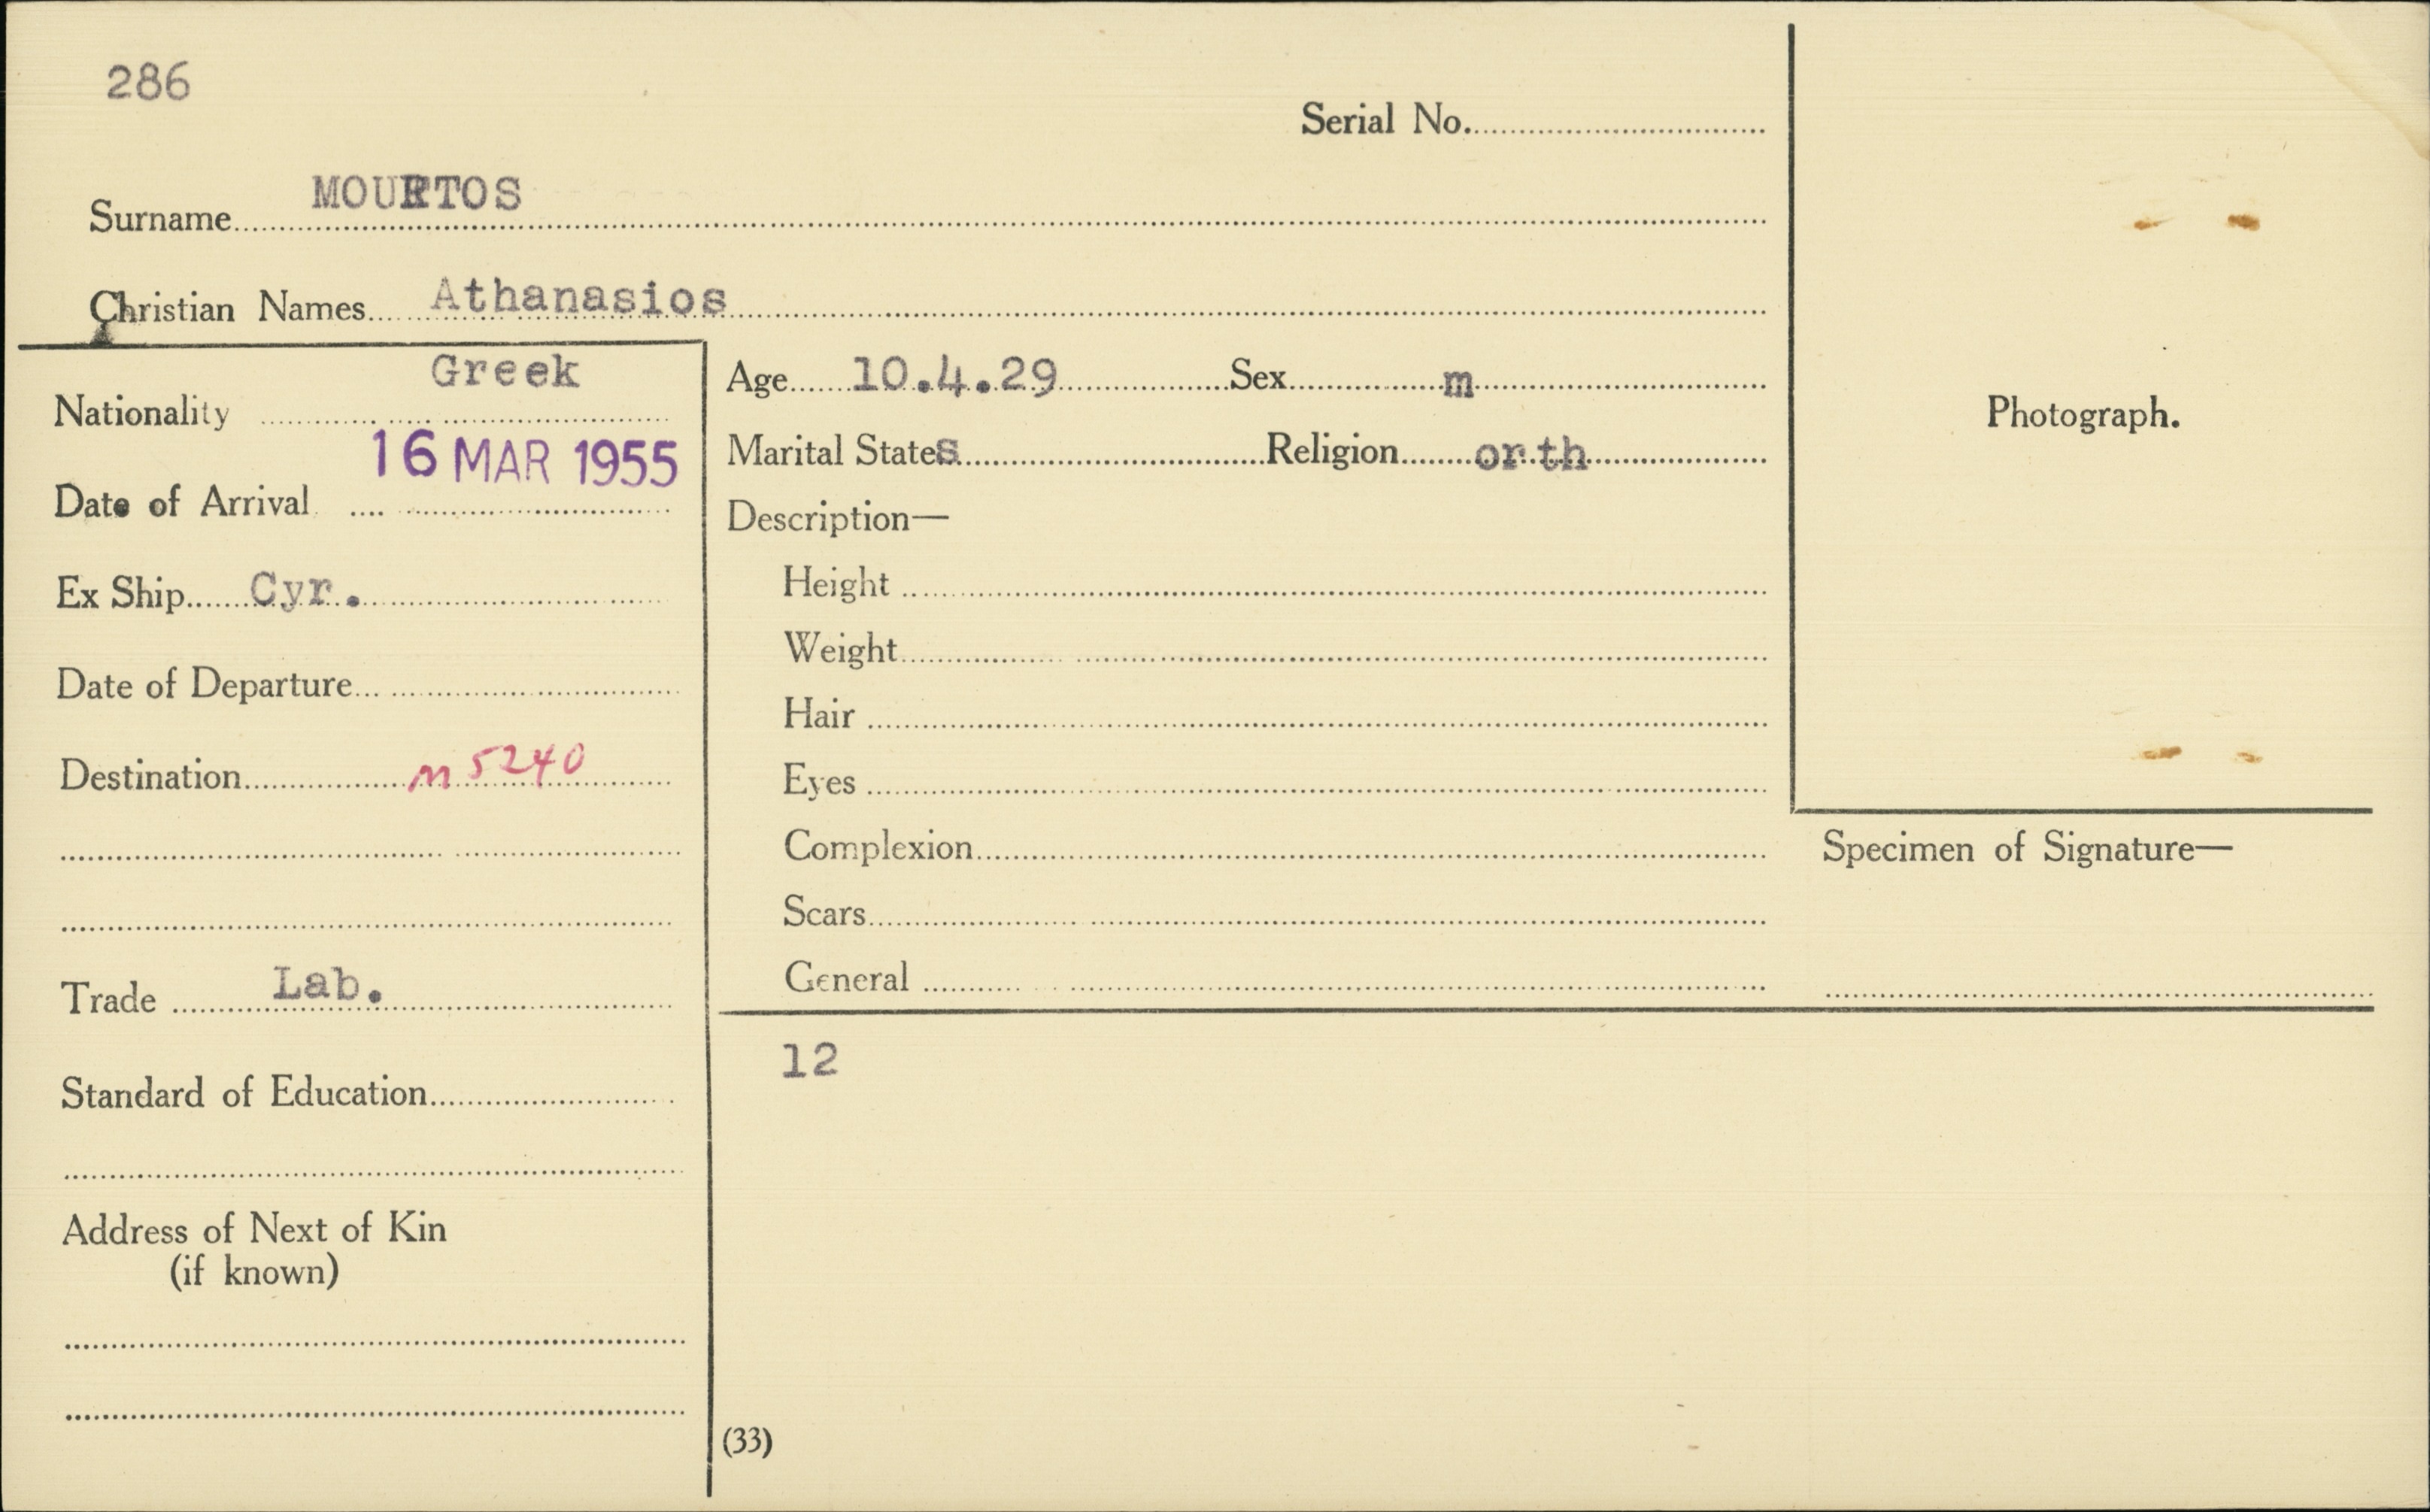 286
Serial No.
Surname MOURTOS
Christian Names Athanasios
Nationality Greek
Date of Arrival 16 MAR 1955
Ex Ship Cyr.
Date of Departure
Destination m 5240
Trade Lab.
Standard of Education
Address of Next of Kin
(if known)
Age 10.4.29 Sex m
Marital State s Religion orth
Description—
Height
Weight
Hair
Eyes
Complexion
Scars
General
12
(33)
Photograph.
Specimen of Signature—